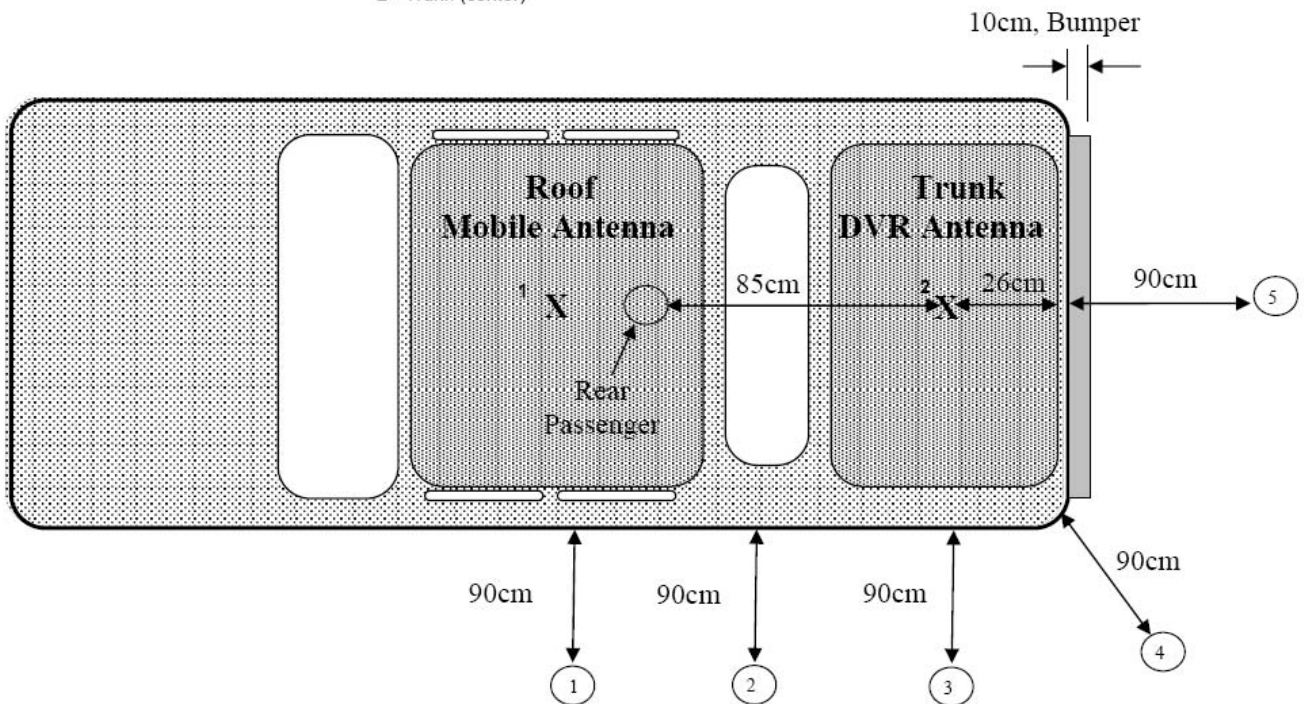 10cm, Bumper
Roof
Mobile Antenna
Trunk
DVR Antenna
1
X
85cm
2
X
26cm
90cm
5
Rear
Passenger
90cm
90cm
90cm
90cm
1
2
3
4